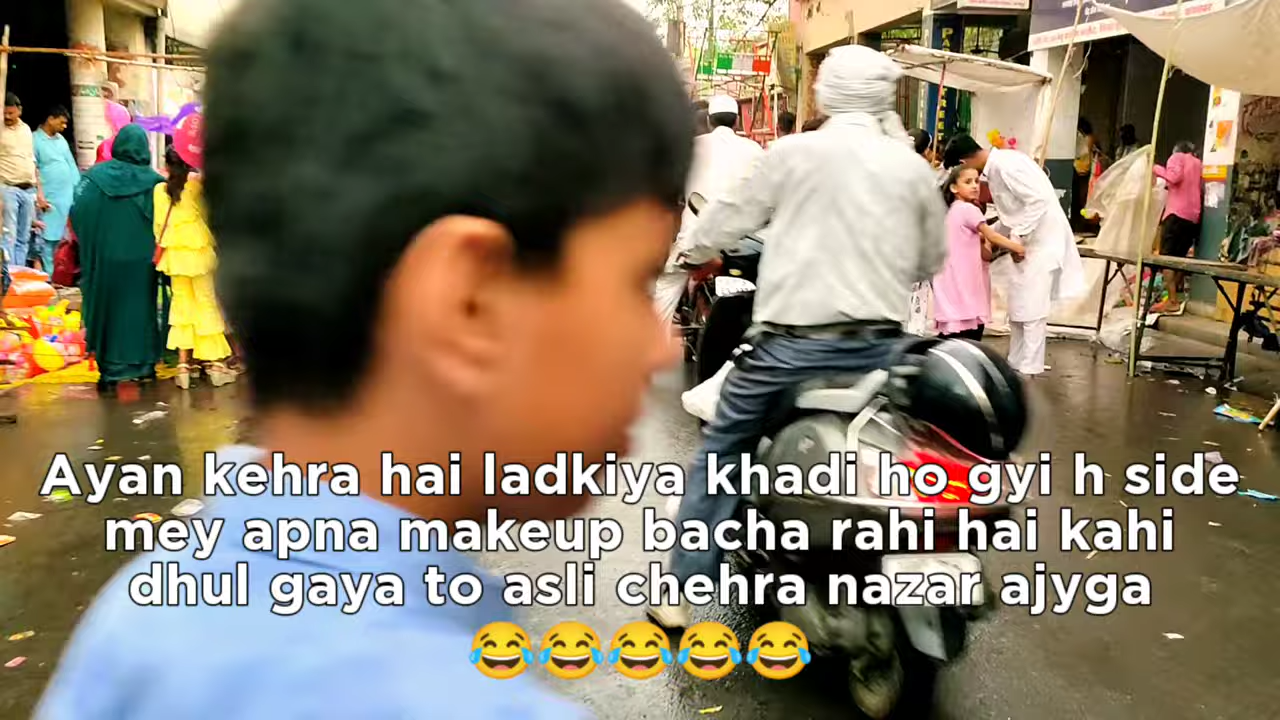 Ayan kehra hai ladkiya khadi ho gyi h side
mey apna makeup bacha rahi hai kahi
dhul gaya to asli chehra nazar ajyga
😂😂😂😂😂